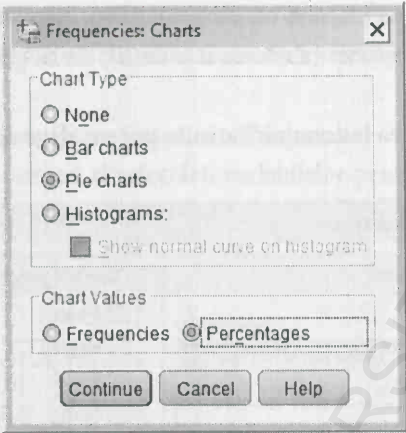 Frequencies: Charts
Chart Type
None
Bar charts
Pie charts
Histograms:
Show normal curve on histogram
Chart Values
Frequencies Percentages
Continue Cancel Help